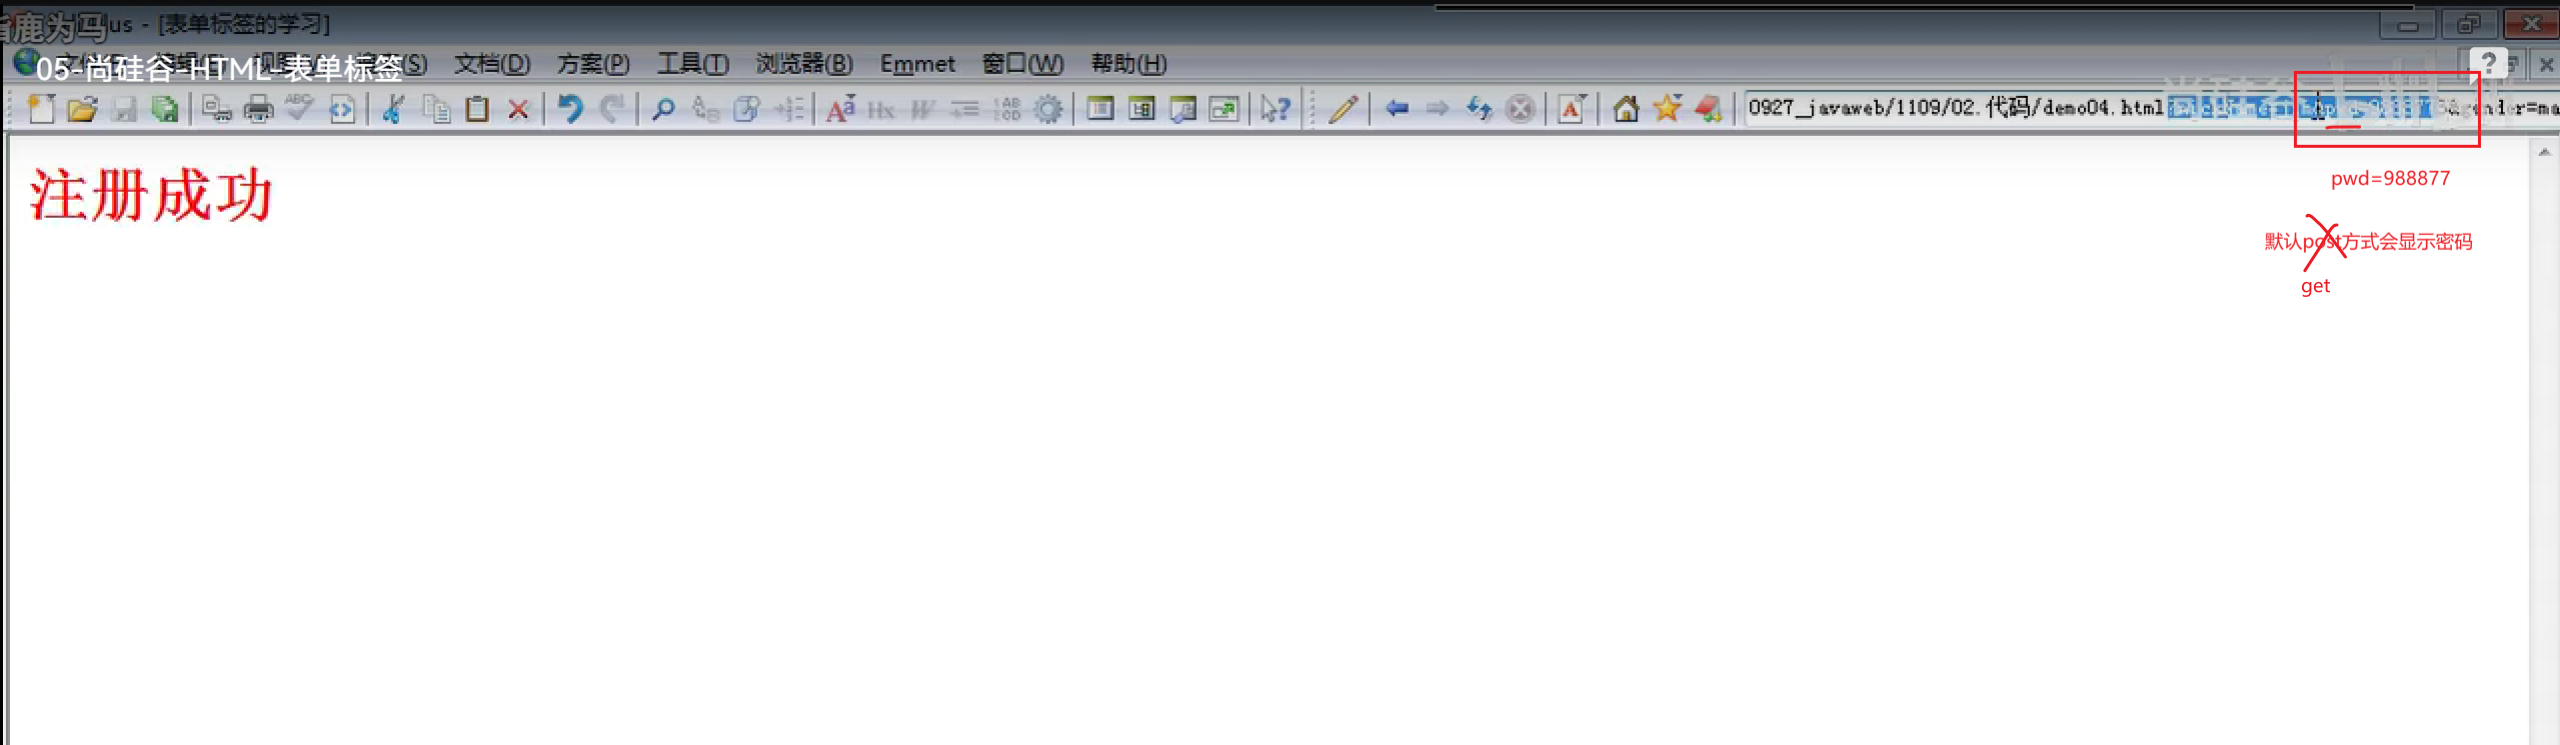 us - [表单标签的学习]
05-尚硅谷-HTML-表单标签(S) 文档(D) 方案(P) 工具(T) 浏览器(B) Emmet 窗口(W) 帮助(H)
0927_javaweb/1109/02.代码/demo04.html
注册成功
pwd=988877
默认post方式会显示密码
get